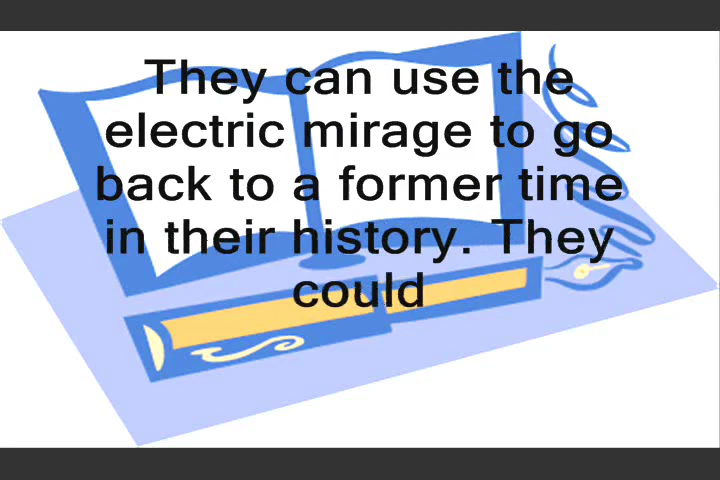 They can use the
electric mirage to go
back to a former time
in their history. They
could